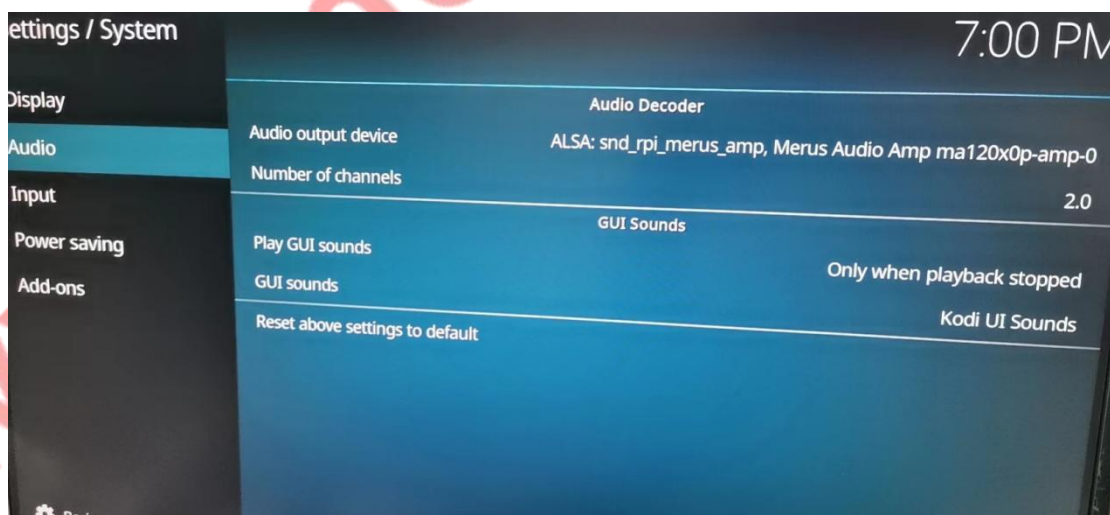 ettings / System
7:00 PM
Display
Audio
Input
Power saving
Add-ons
Audio Decoder
Audio output device
ALSA: snd_rpi_merus_amp, Merus Audio Amp ma120x0p-amp-0
Number of channels
2.0
GUI Sounds
Play GUI sounds
Only when playback stopped
GUI sounds
Kodi UI Sounds
Reset above settings to default